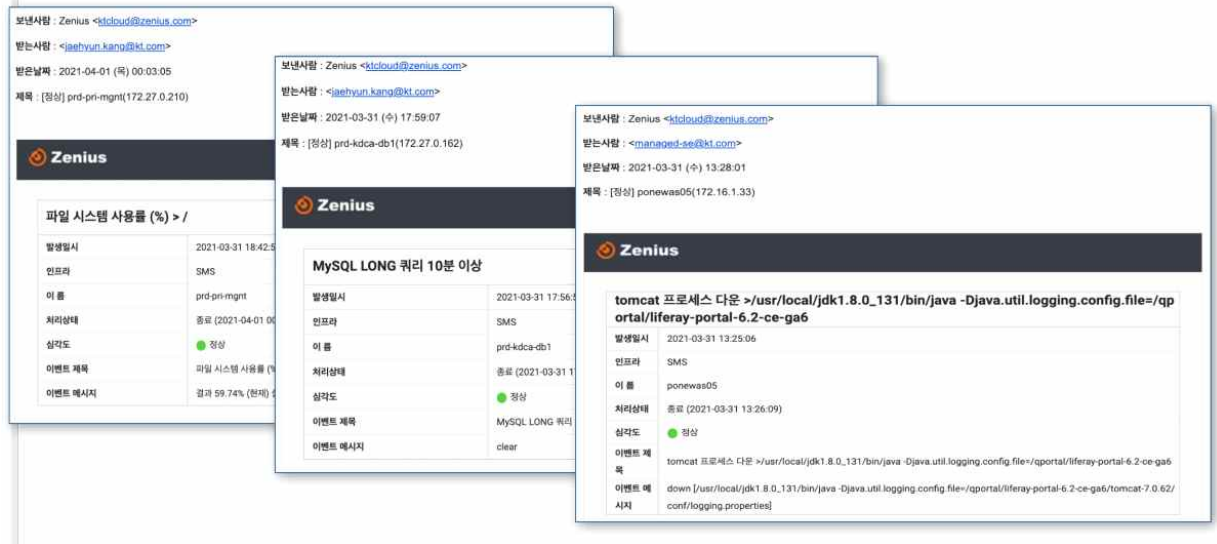 보낸사람 : Zenius <ktcloud@zenius.com>
받는사람 : <jaehyun.kang@kt.com>
받은날짜 : 2021-04-01 (목) 00:03:05
제목 : [정상] prd-pri-mgnt(172.27.0.210)
Zenius
파일 시스템 사용률 (%) > /
발생일시 2021-03-31 18:42:5
인프라 SMS
이 름 prd-pri-mgnt
처리상태 종료 (2021-04-01 00
심각도 정상
이벤트 제목 파일 시스템 사용률 (%
이벤트 메시지 결과 59.74% (현재)
보낸사람 : Zenius <ktcloud@zenius.com>
받는사람 : <jaehyun.kang@kt.com>
받은날짜 : 2021-03-31 (수) 17:59:07
제목 : [정상] prd-kdca-db1(172.27.0.162)
Zenius
MySQL LONG 쿼리 10분 이상
발생일시 2021-03-31 17:56:5
인프라 SMS
이 름 prd-kdca-db1
처리상태 종료 (2021-03-31 1
심각도 정상
이벤트 제목 MySQL LONG 쿼리
이벤트 메시지 clear
보낸사람 : Zenius <ktcloud@zenius.com>
받는사람 : <managed-se@kt.com>
받은날짜 : 2021-03-31 (수) 13:28:01
제목 : [정상] ponewas05(172.16.1.33)
Zenius
tomcat 프로세스 다운 >/usr/local/jdk1.8.0_131/bin/java -Djava.util.logging.config.file=/qp
ortal/liferay-portal-6.2-ce-ga6
발생일시 2021-03-31 13:25:06
인프라 SMS
이 름 ponewas05
처리상태 종료 (2021-03-31 13:26:09)
심각도 정상
이벤트 제
목 tomcat 프로세스 다운 >/usr/local/jdk1.8.0_131/bin/java -Djava.util.logging.config.file=/qportal/liferay-portal-6.2-ce-ga6
이벤트 메 down [/usr/local/jdk1.8.0_131/bin/java -Djava.util.logging.config.file=/qportal/liferay-portal-6.2-ce-ga6/tomcat-7.0.62/
시지 conf/logging.properties]